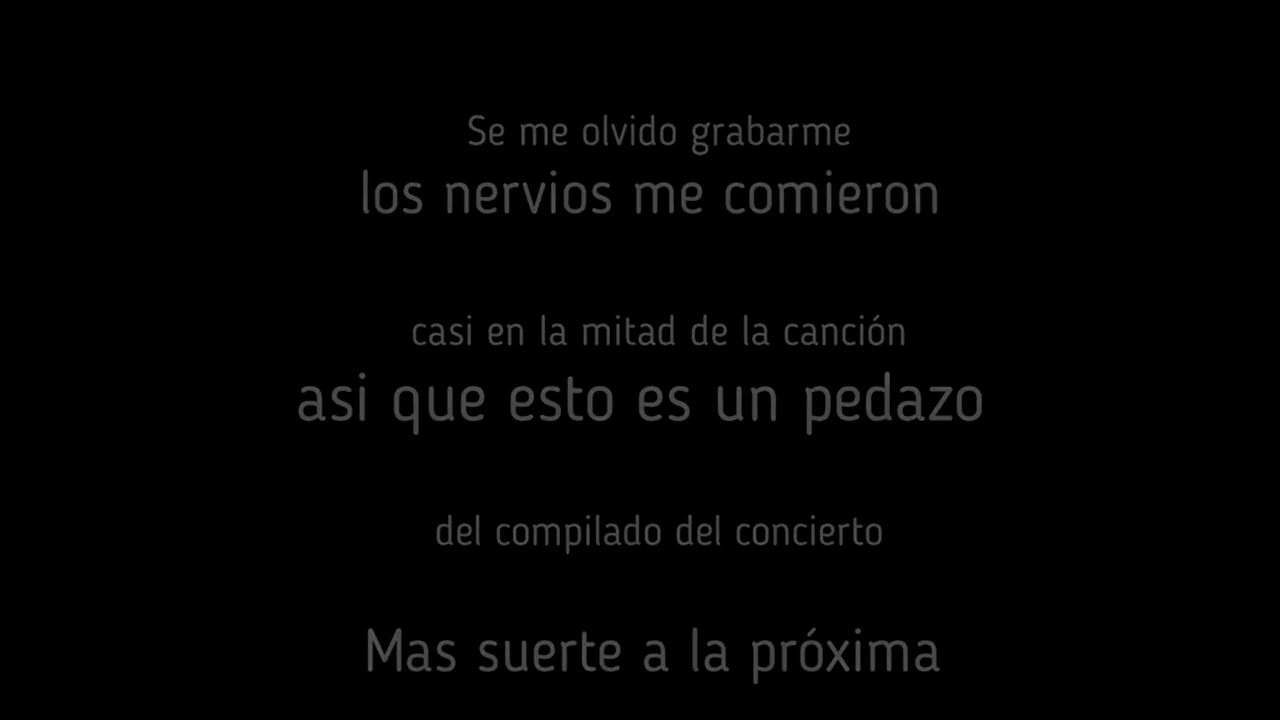 Se me olvido grabarme
los nervios me comieron
casi en la mitad de la canción
asi que esto es un pedazo
del compilado del concierto
Mas suerte a la próxima